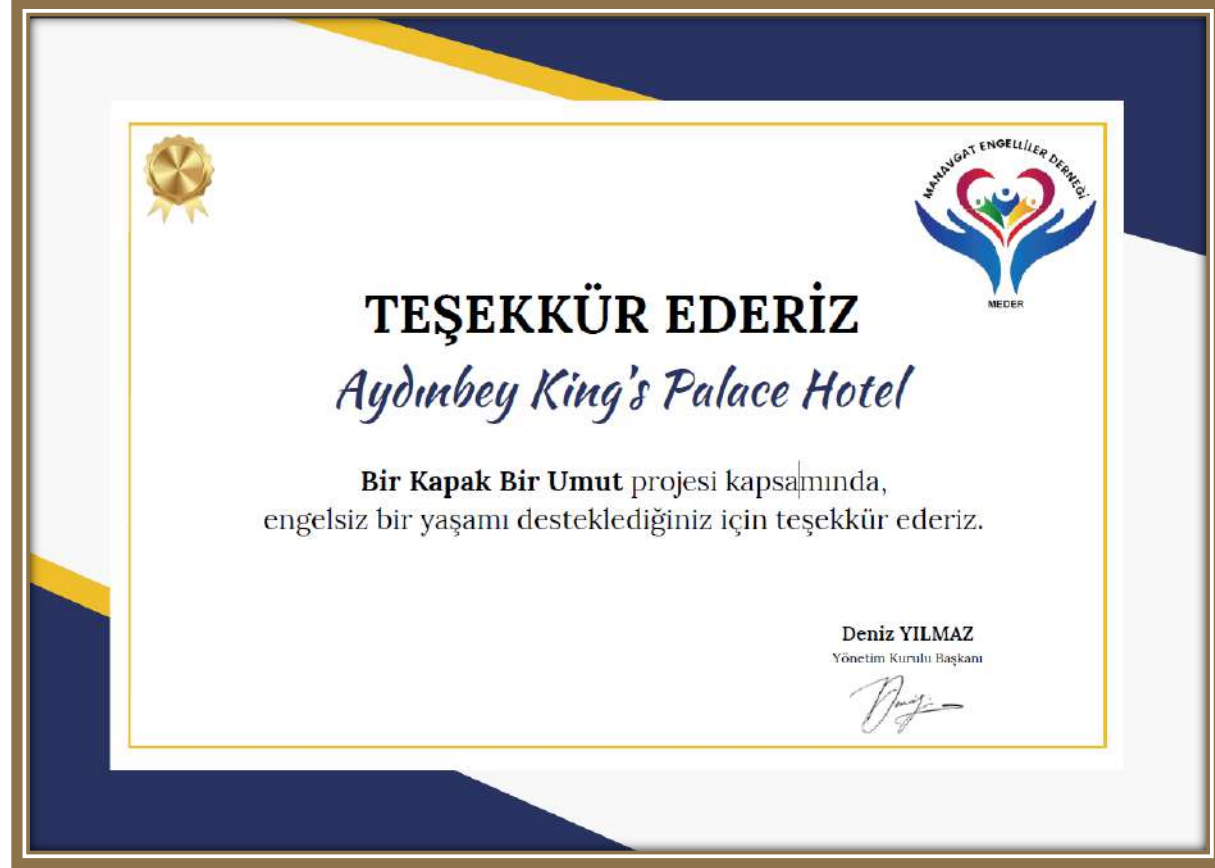 MANAVGAT ENGELLİLER DERNEĞİ
MEDER
TEŞEKKÜR EDERİZ
Aydınbey King's Palace Hotel
Bir Kapak Bir Umut projesi kapsamında,
engelsiz bir yaşamı desteklediğiniz için teşekkür ederiz.
Deniz YILMAZ
Yönetim Kurulu Başkanı